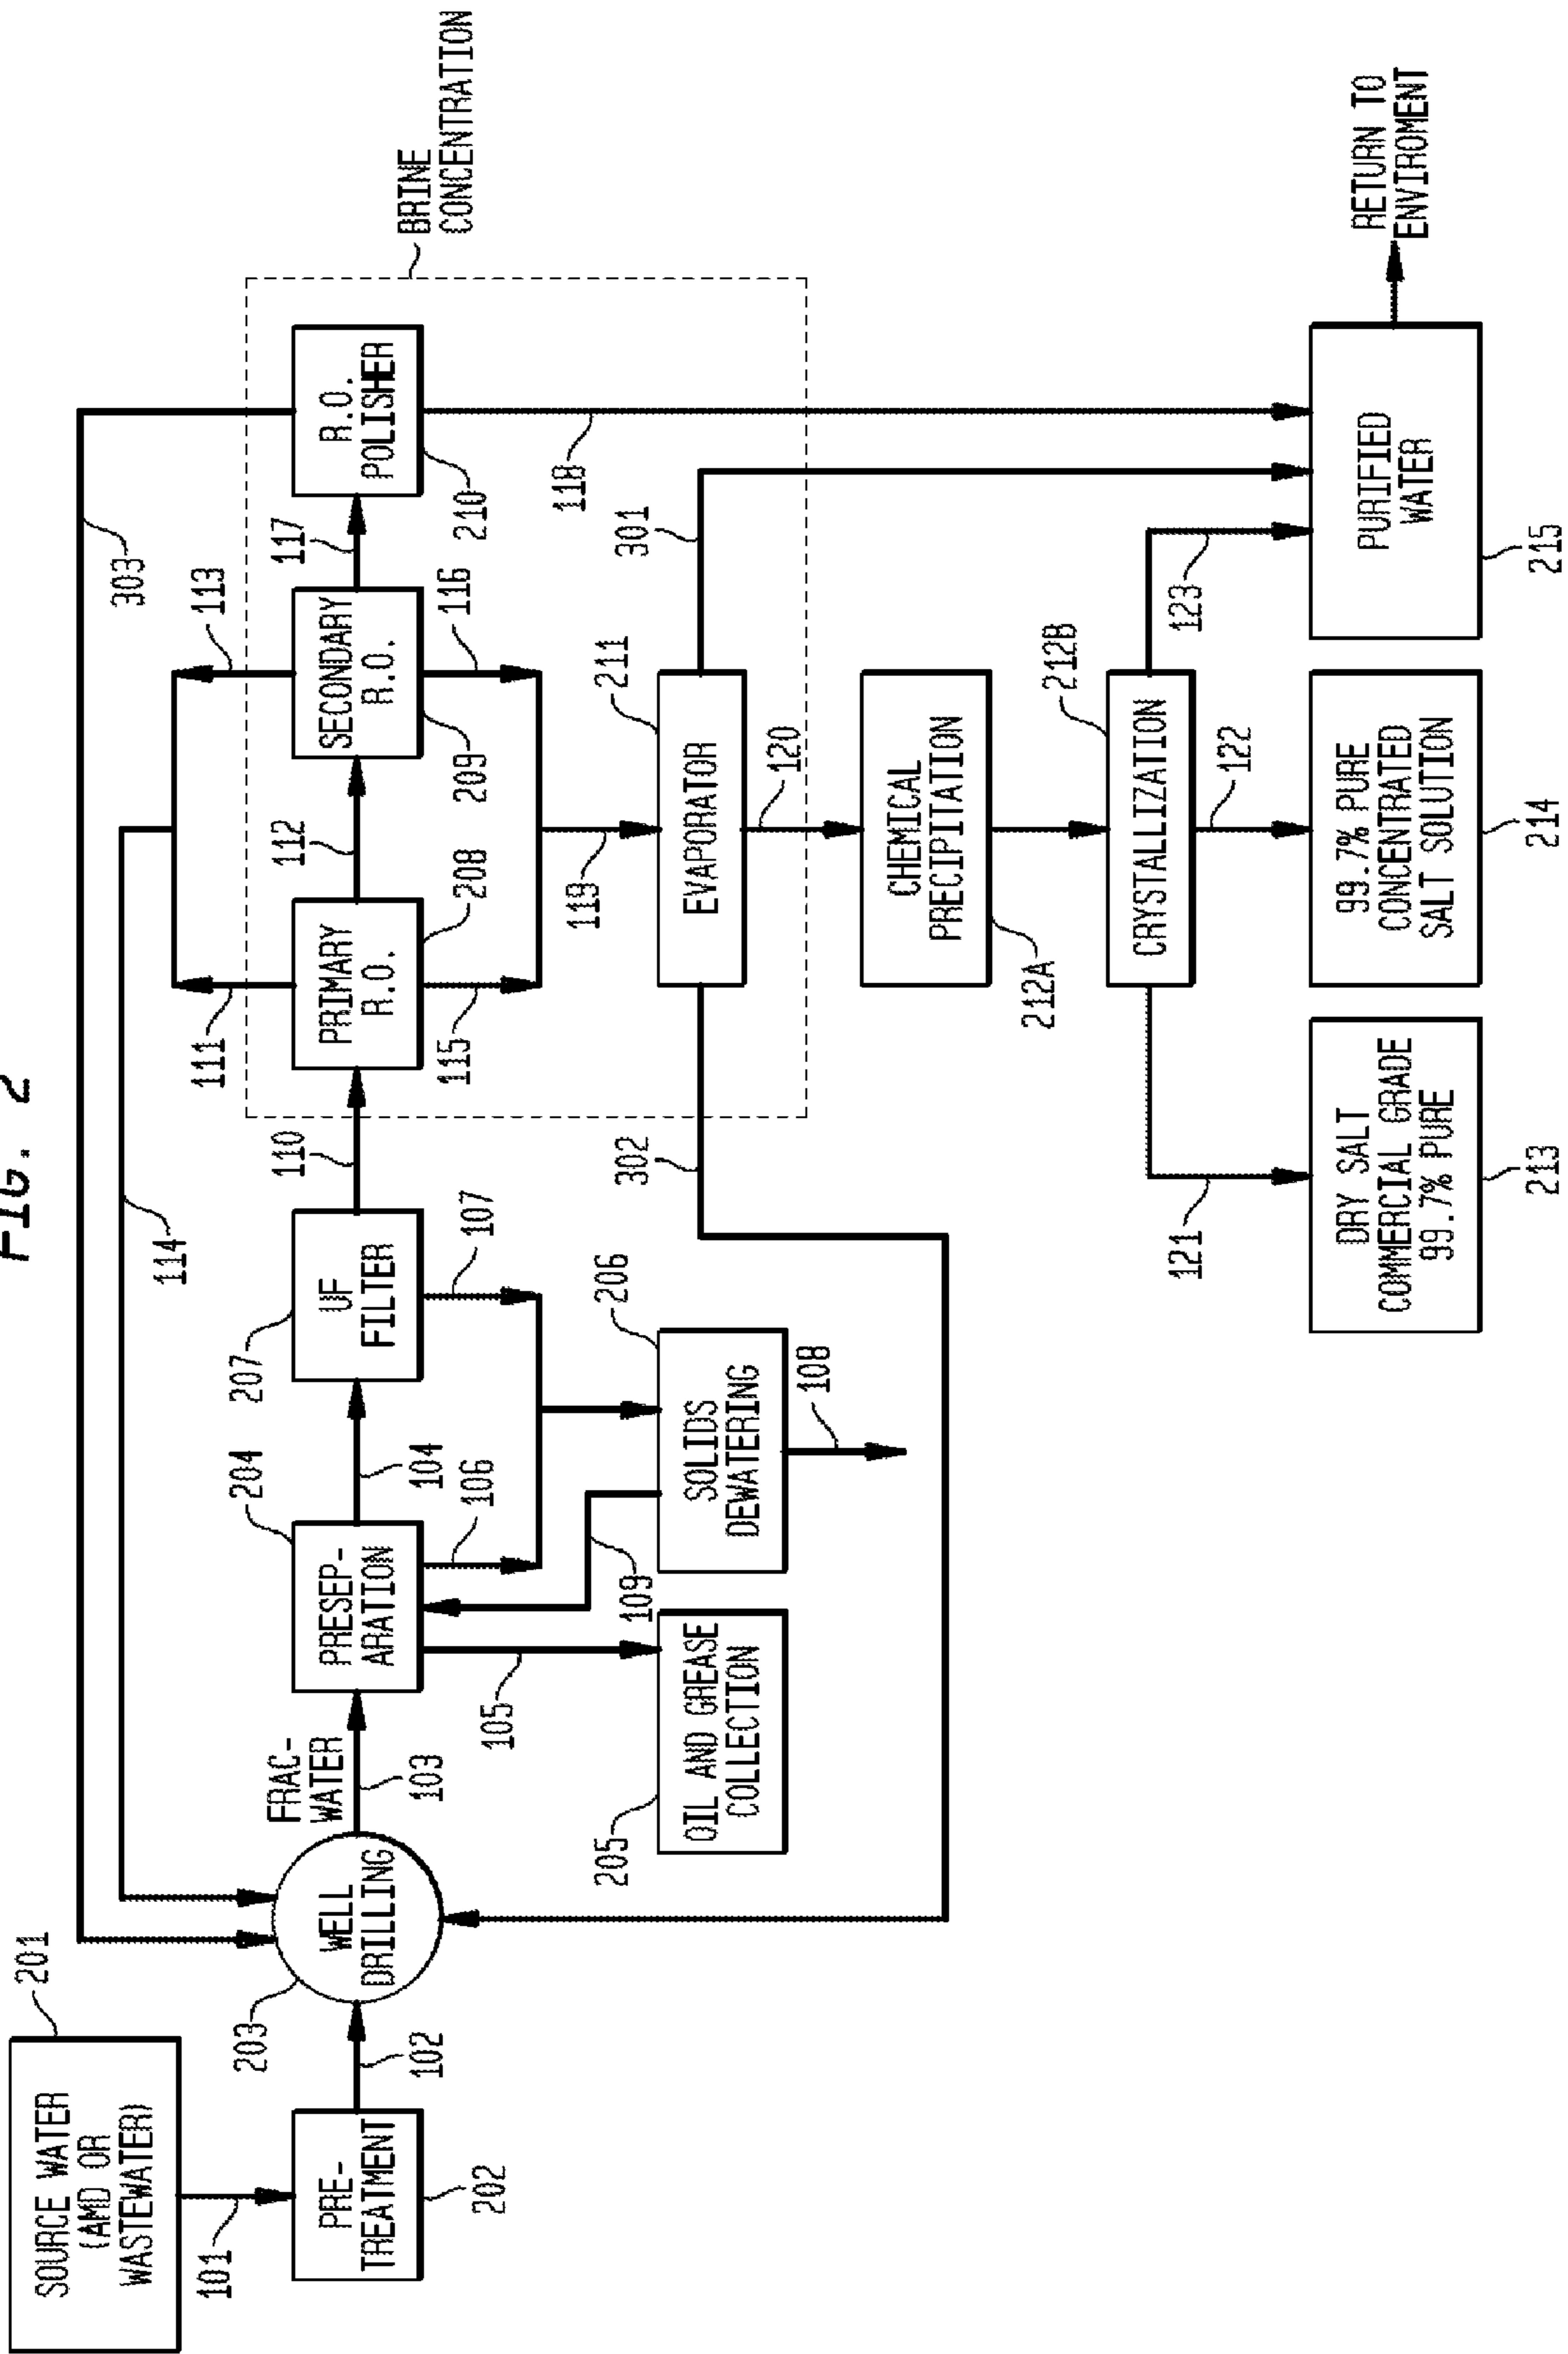 FIG. 2
303
114
SOURCE WATER
(AMD OR
WASTEWATER)
201
101
PRE-
TREATMENT
202
102
WELL
DRILLING
203
FRAC-
WATER
103
PRESEP-
ARATION
204
104
UF
FILTER
207
110
111
113
PRIMARY
R.O.
208
112
SECONDARY
R.O.
209
117
R.O.
POLISHER
210
BRINE
CONCENTRATION
105
106
107
109
115
116
118
119
OIL AND GREASE
COLLECTION
205
SOLIDS
DEWATERING
206
108
302
EVAPORATOR
211
301
120
CHEMICAL
PRECIPITATION
212A
CRYSTALLIZATION
212B
121
122
123
DRY SALT
COMMERCIAL GRADE
99.7% PURE
213
99.7% PURE
CONCENTRATED
SALT SOLUTION
214
PURIFIED
WATER
215
RETURN TO
ENVIROMENT